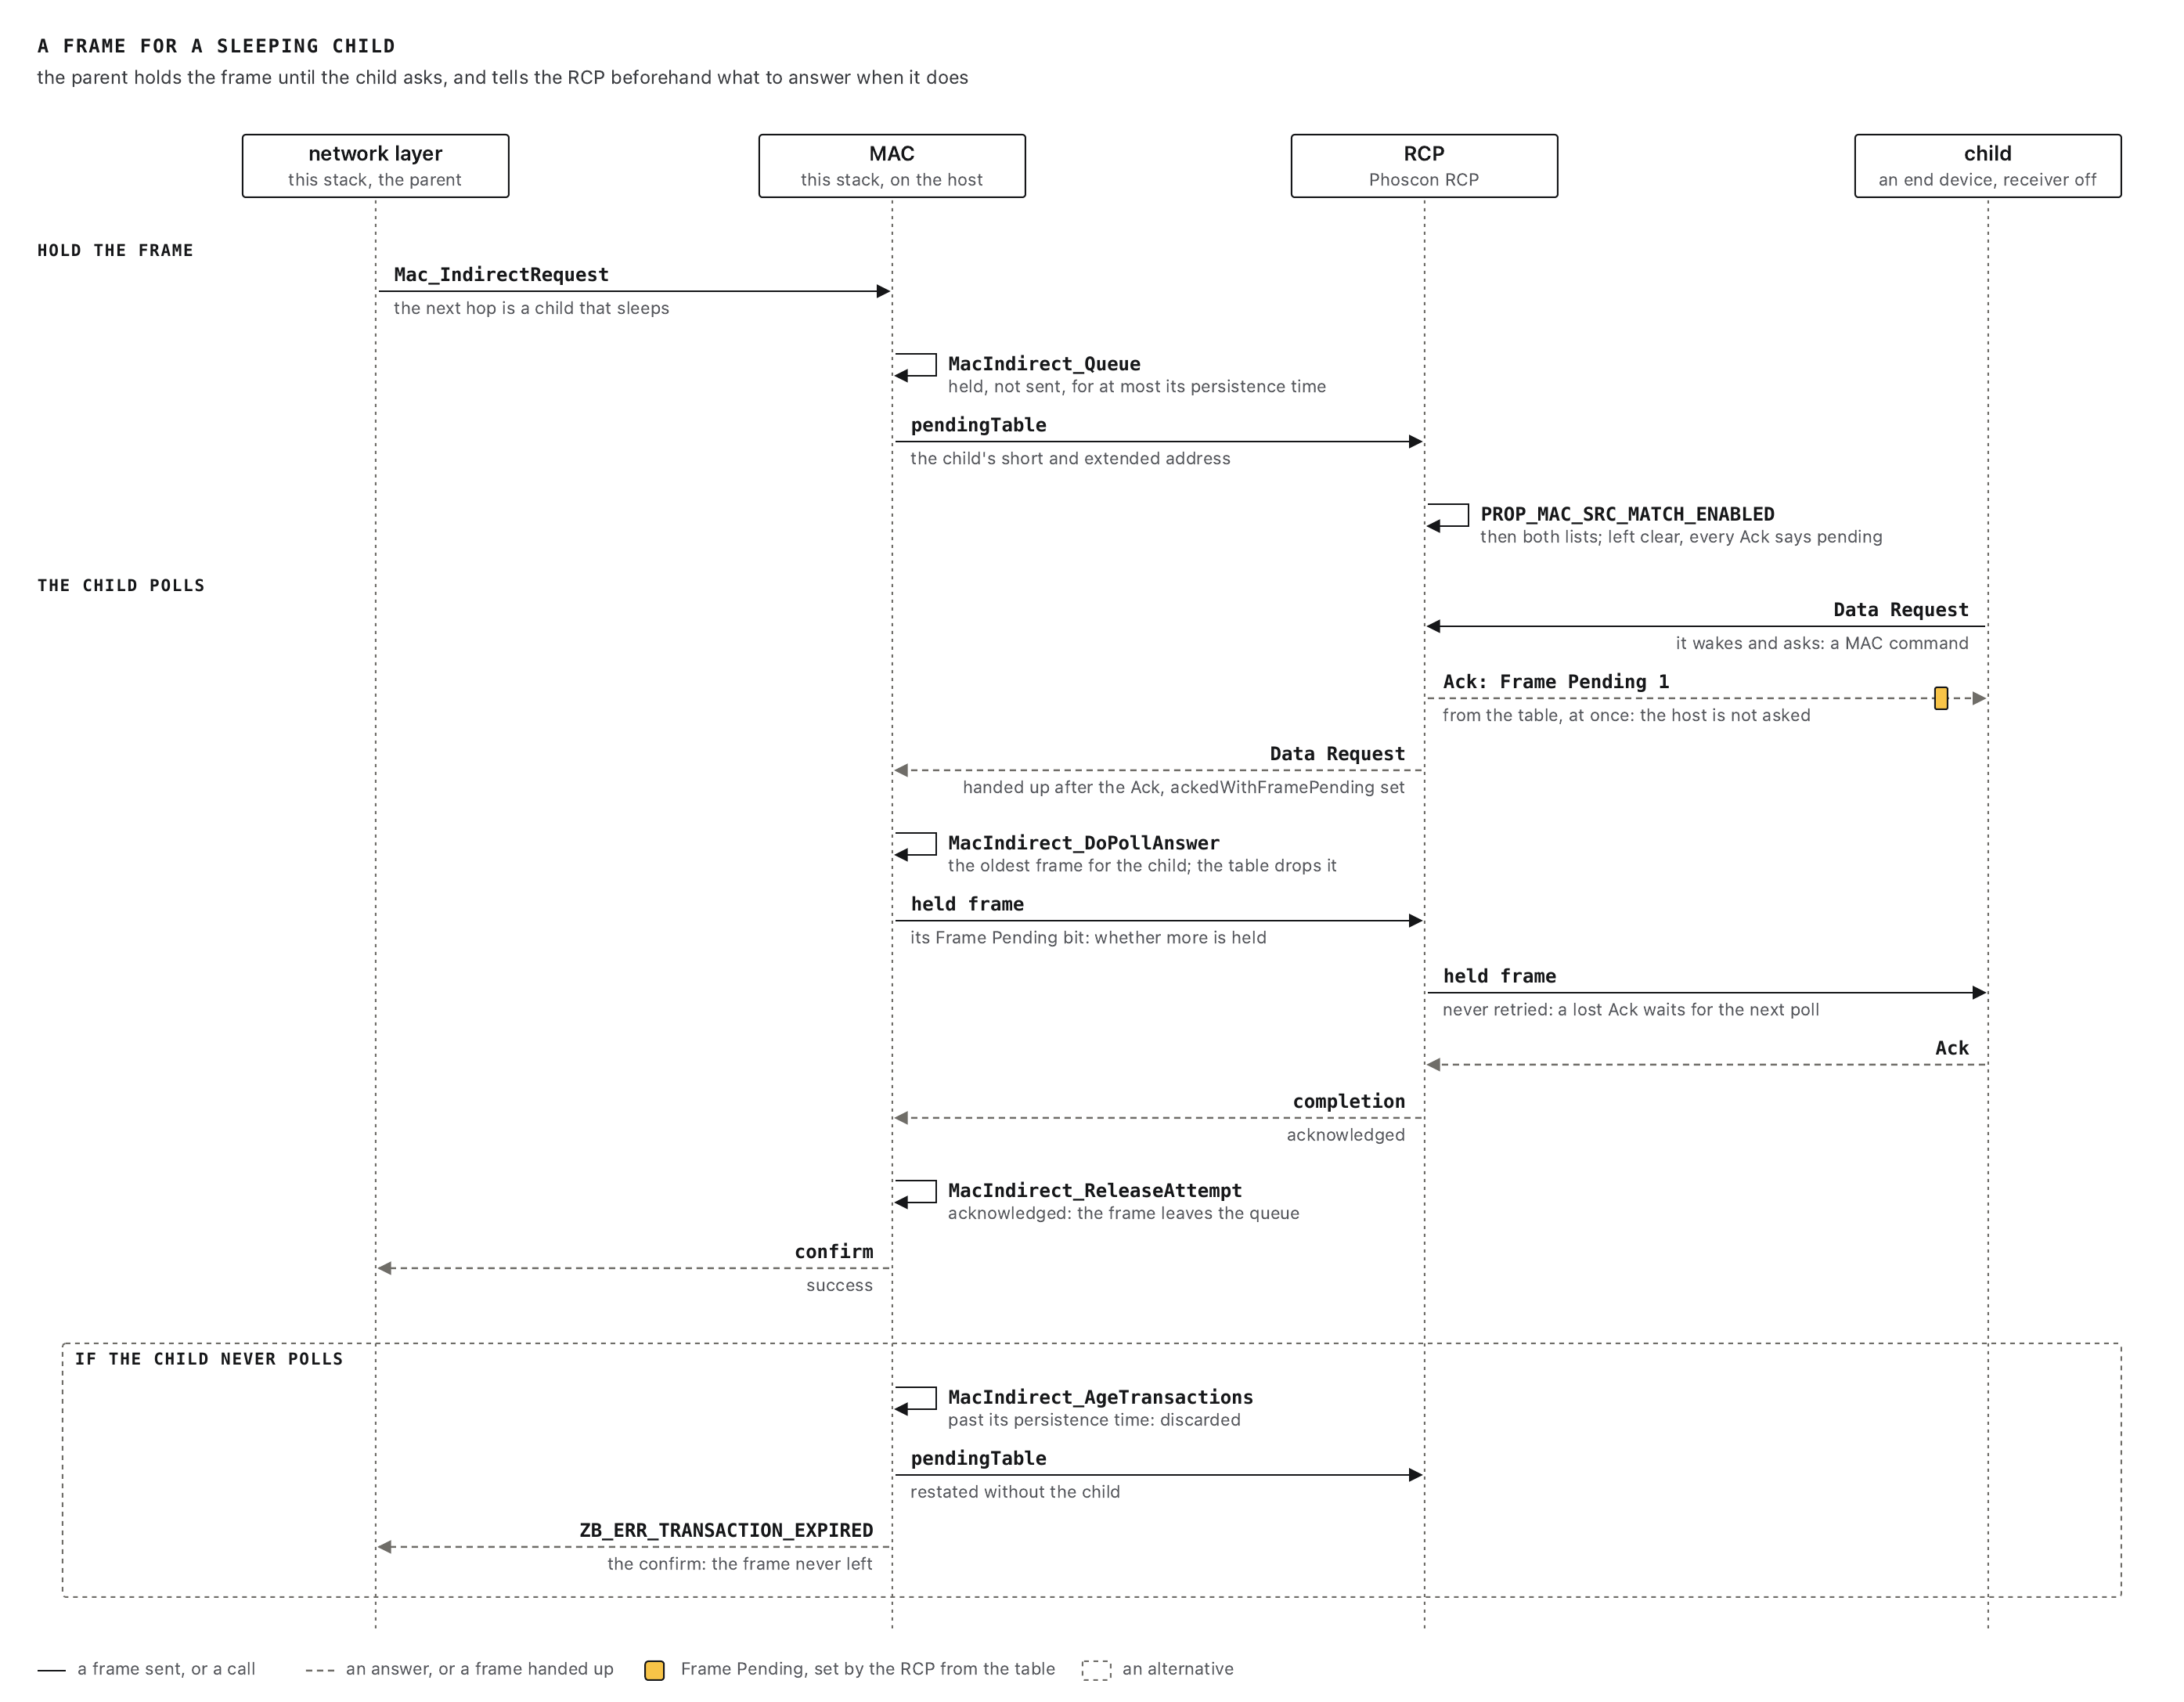 A FRAME FOR A SLEEPING CHILD
the parent holds the frame until the child asks, and tells the RCP beforehand what to answer when it does
network layer
this stack, the parent
MAC
this stack, on the host
RCP
Phoscon RCP
child
an end device, receiver off
HOLD THE FRAME
Mac_IndirectRequest
the next hop is a child that sleeps
MacIndirect_Queue
held, not sent, for at most its persistence time
pendingTable
the child's short and extended address
PROP_MAC_SRC_MATCH_ENABLED
then both lists; left clear, every Ack says pending
THE CHILD POLLS
Data Request
it wakes and asks: a MAC command
Ack: Frame Pending 1
from the table, at once: the host is not asked
Data Request
handed up after the Ack, ackedWithFramePending set
MacIndirect_DoPollAnswer
the oldest frame for the child; the table drops it
held frame
its Frame Pending bit: whether more is held
held frame
never retried: a lost Ack waits for the next poll
Ack
completion
acknowledged
MacIndirect_ReleaseAttempt
acknowledged: the frame leaves the queue
confirm
success
IF THE CHILD NEVER POLLS
MacIndirect_AgeTransactions
past its persistence time: discarded
pendingTable
restated without the child
ZB_ERR_TRANSACTION_EXPIRED
the confirm: the frame never left
a frame sent, or a call
an answer, or a frame handed up
Frame Pending, set by the RCP from the table
an alternative